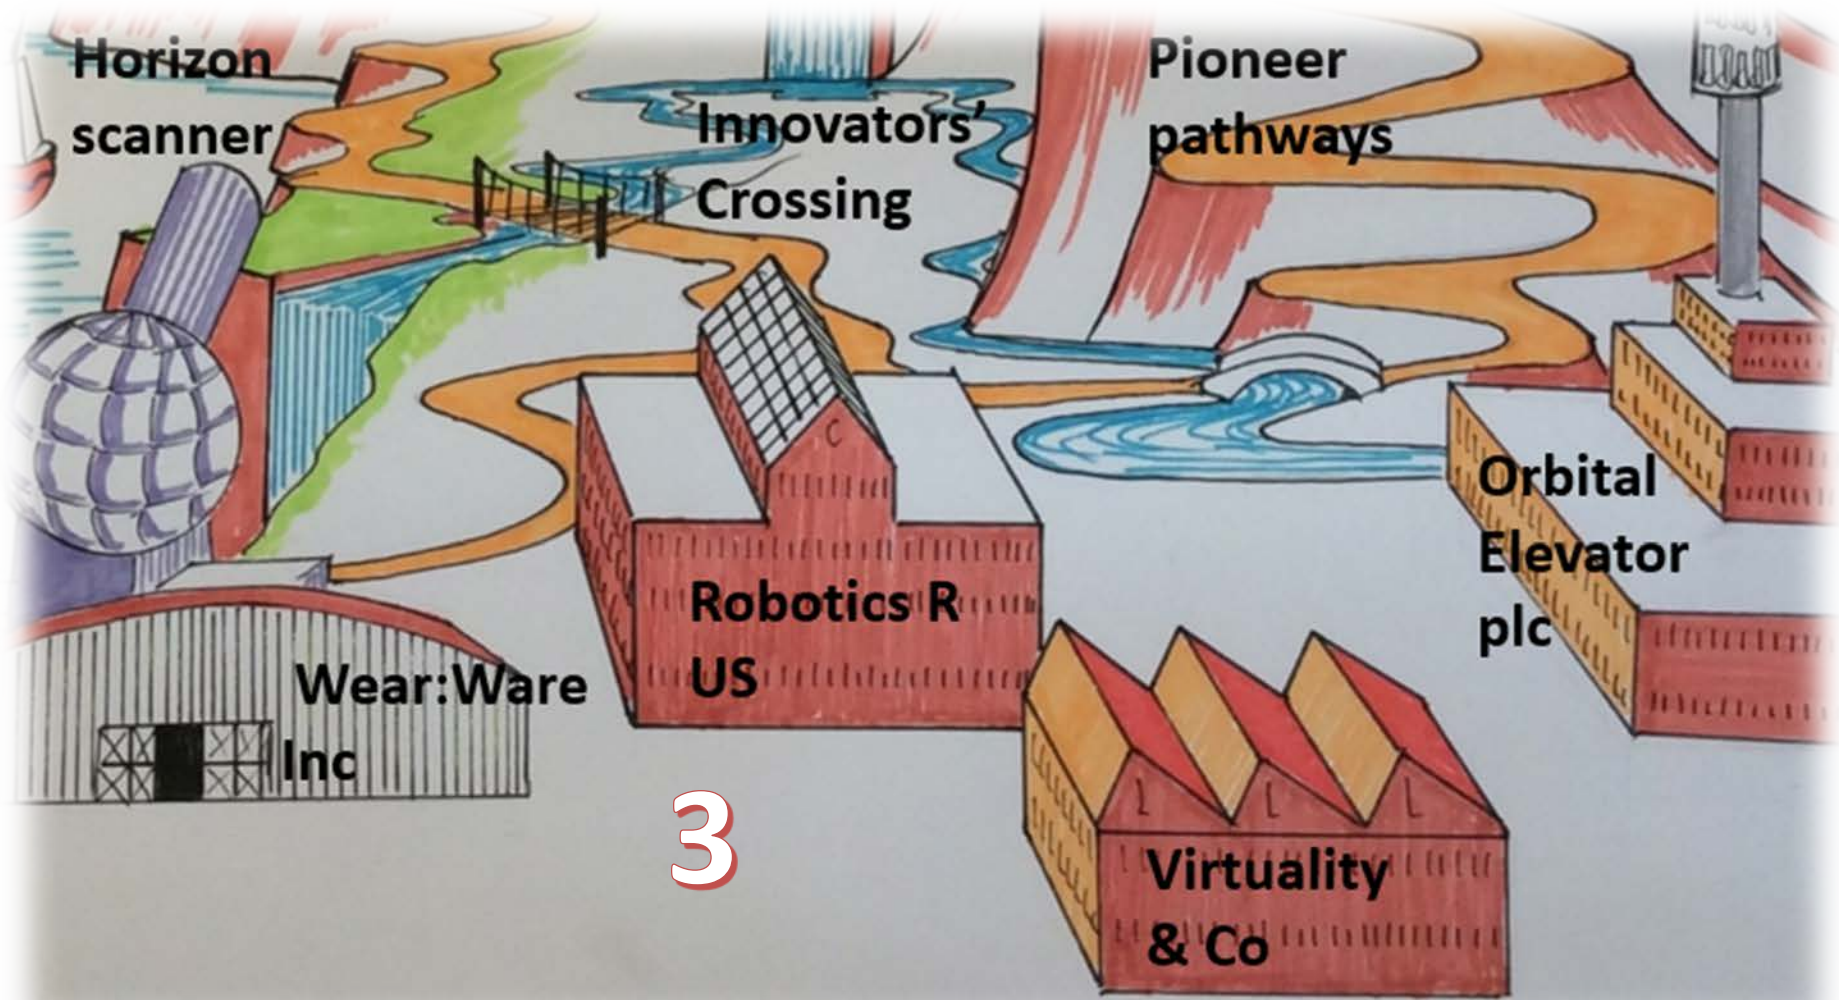 Horizon
scanner
Innovators'
Crossing
Pioneer
pathways
C
Orbital
Elevator
plc
Robotics R
US
Wear:Ware
Inc
3
Virtuality
& Co